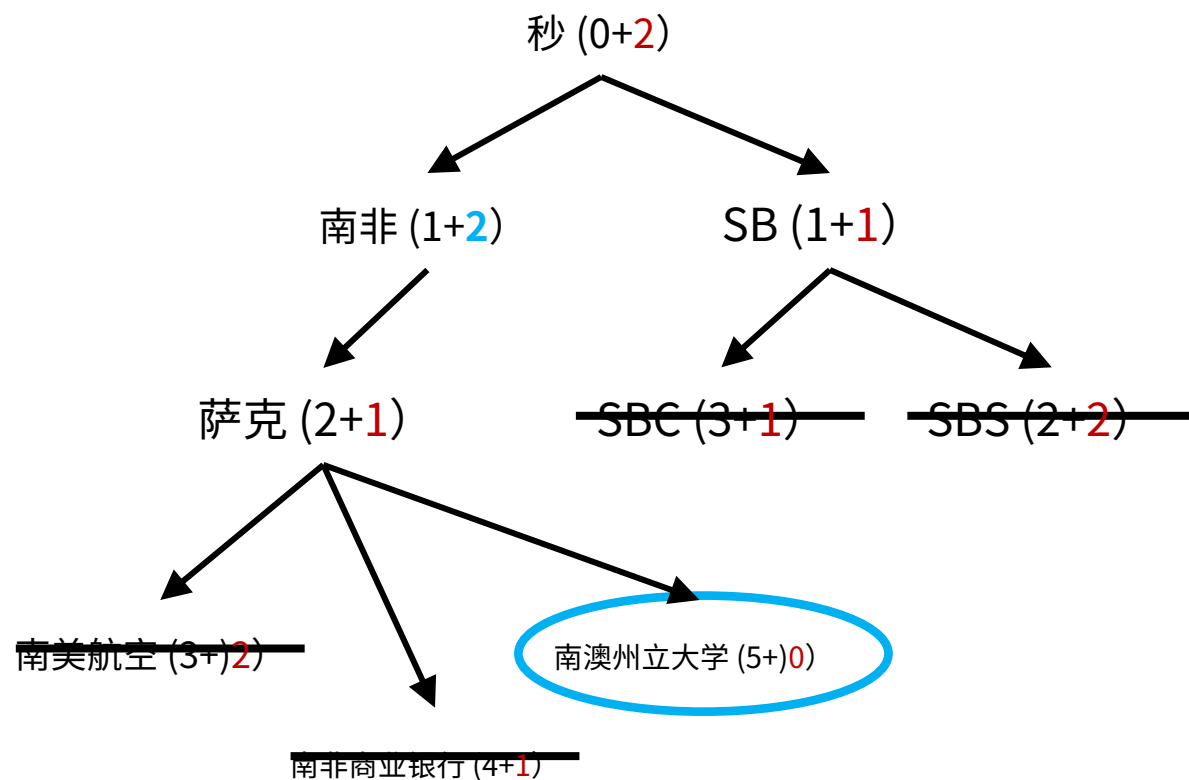 秒 (0+2）
南非 (1+2）
SB (1+1）
萨克 (2+1）
SBC (3+1）
SBS (2+2）
南美航空 (3+)2）
南澳州立大学 (5+)0）
南非商业银行 (4+1）